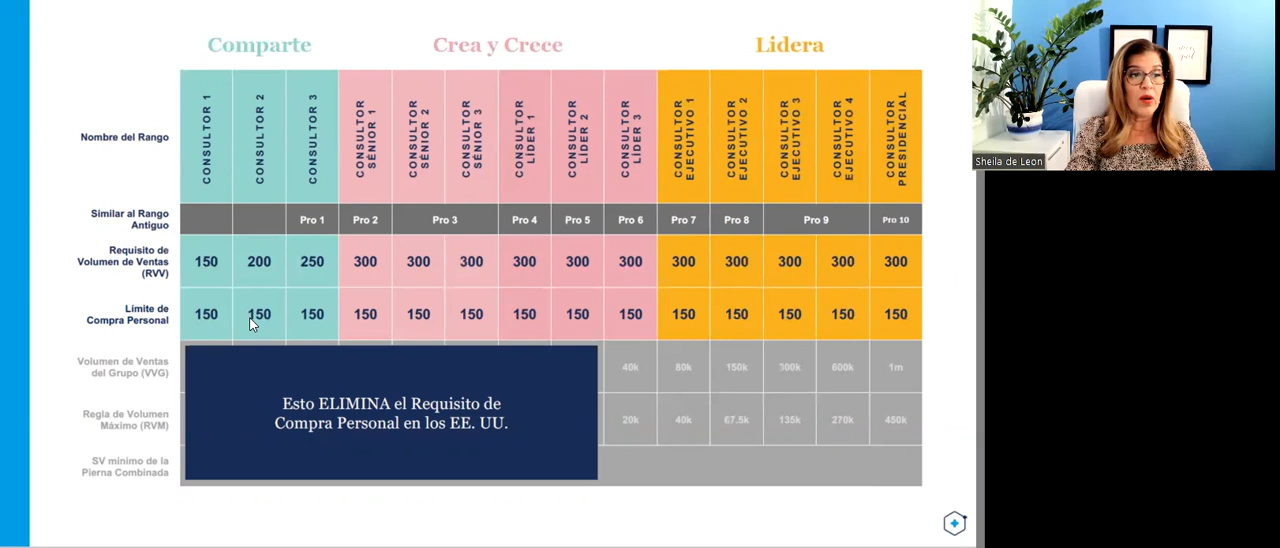 Comparte Crea y Crece Lidera
Nombre del Rango
CONSULTOR 1
CONSULTOR 2
CONSULTOR 3
CONSULTOR
SÉNIOR 1
CONSULTOR
SÉNIOR 2
CONSULTOR
SÉNIOR 3
CONSULTOR
LÍDER 1
CONSULTOR
LÍDER 2
CONSULTOR
LÍDER 3
CONSULTOR
EJECUTIVO 1
CONSULTOR
EJECUTIVO 2
CONSULTOR
EJECUTIVO 3
CONSULTOR
EJECUTIVO 4
CONSULTOR
PRESIDENCIAL
Similar al Rango
Antiguo
Pro 1 Pro 2 Pro 3 Pro 4 Pro 5 Pro 6 Pro 7 Pro 8 Pro 9 Pro 10
Requisito de
Volumen de Ventas
(RVV)
150 200 250 300 300 300 300 300 300 300 300 300 300 300
Límite de
Compra Personal
150 150 150 150 150 150 150 150 150 150 150 150 150 150
Volumen de Ventas
del Grupo (VVG)
40k 80k 150k 300k 600k 1m
Regla de Volumen
Máximo (RVM)
20k 40k 67.5k 135k 270k 450k
SV mínimo de la
Pierna Combinada
Esto ELIMINA el Requisito de
Compra Personal en los EE. UU.
Sheila de Leon